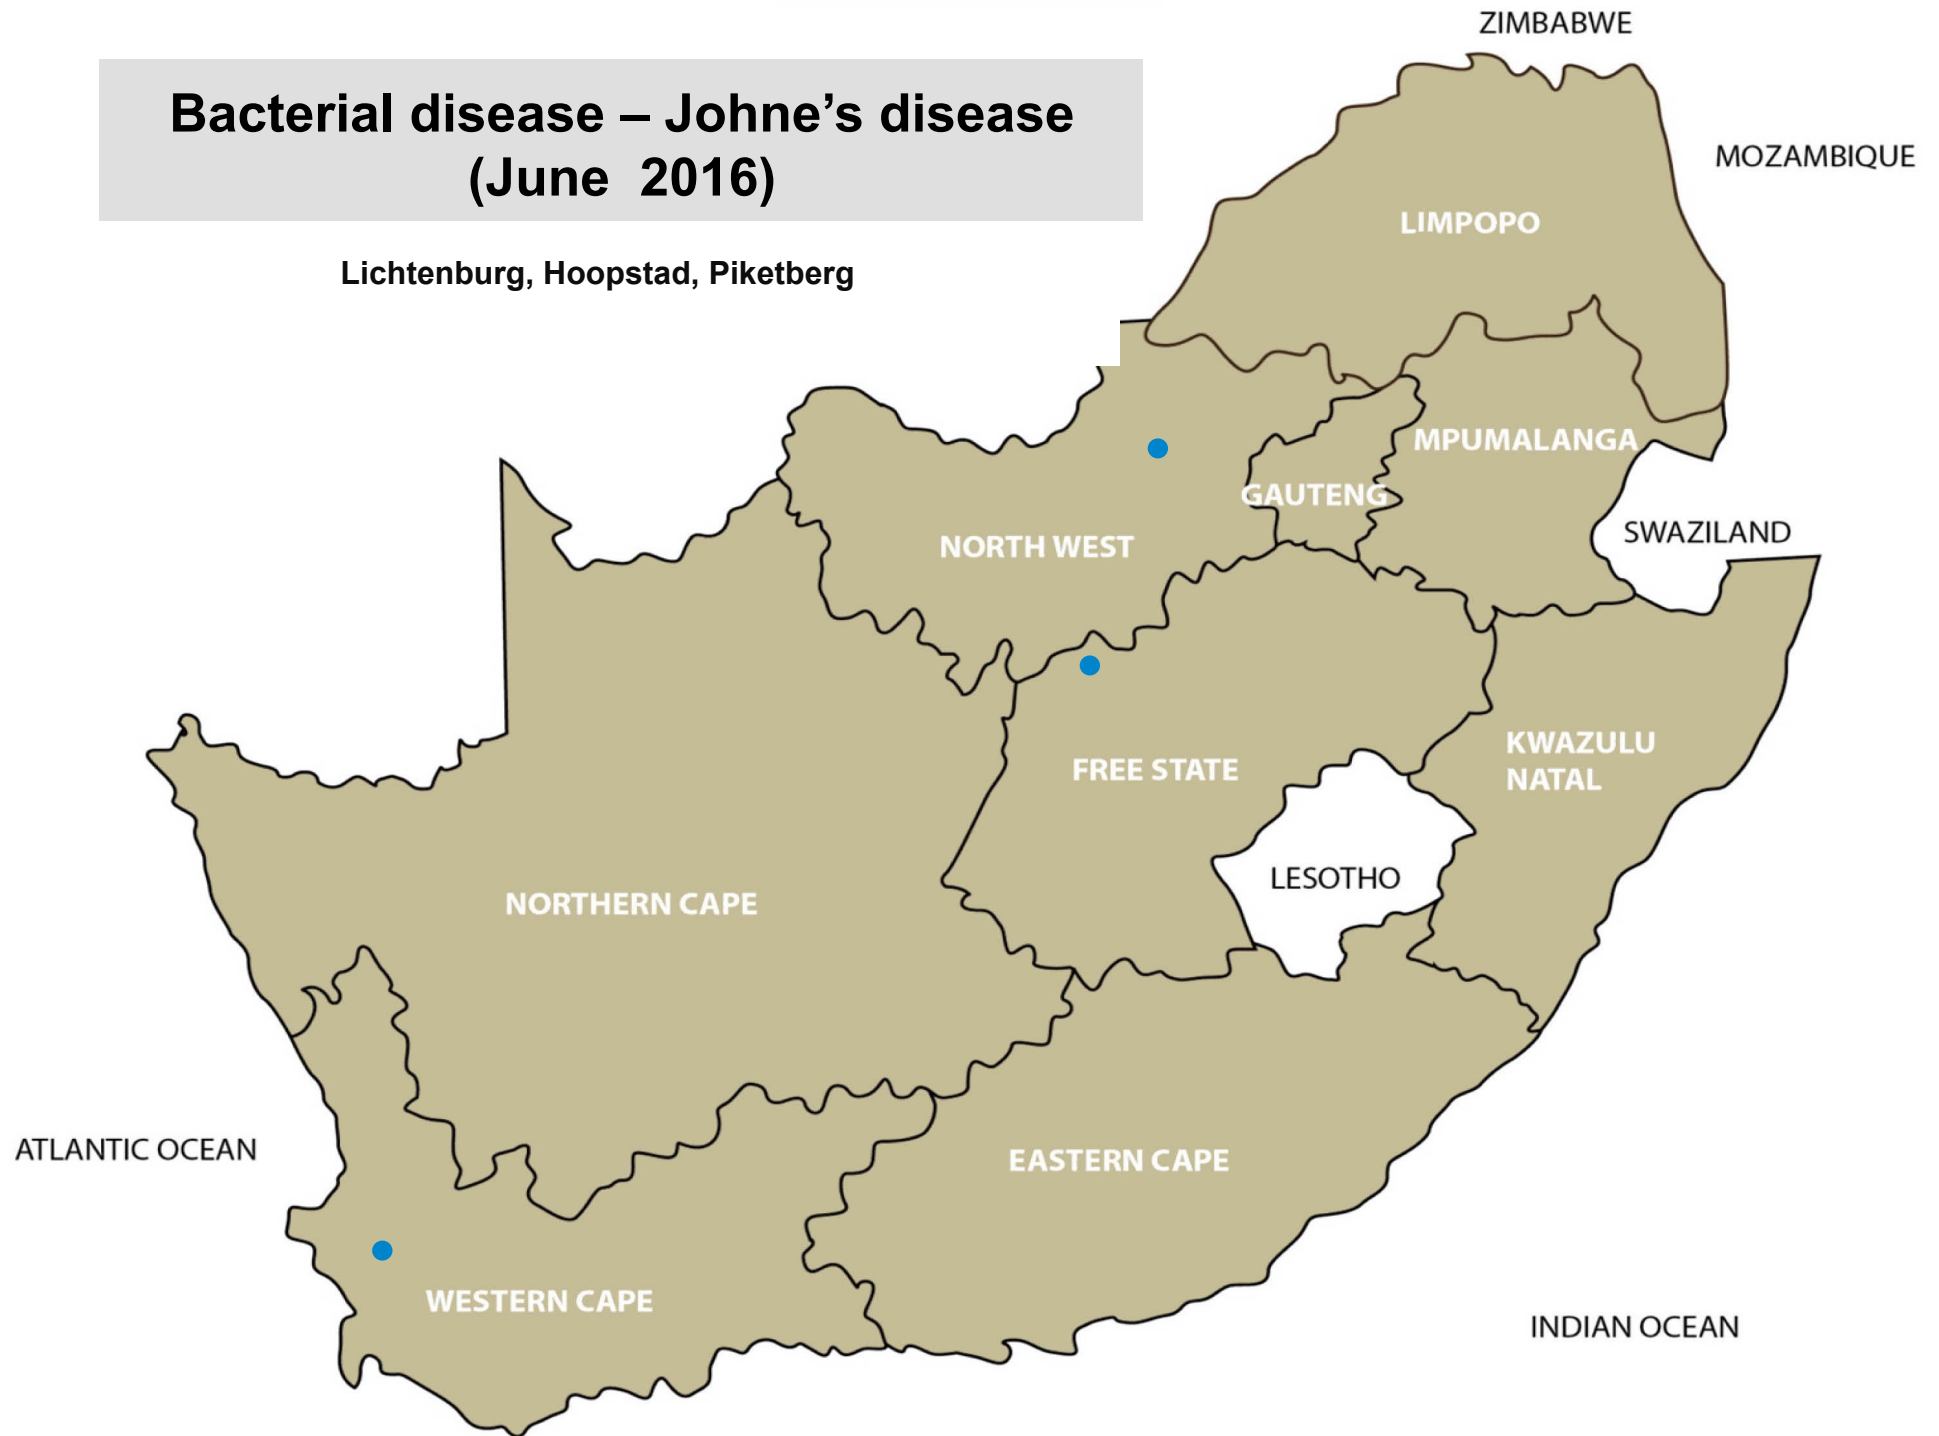 ZIMBABWE
Bacterial disease – Johne’s disease
(June  2016)
MOZAMBIQUE
LIMPOPO
Lichtenburg, Hoopstad, Piketberg
MPUMALANGA
GAUTENG
SWAZILAND
NORTH WEST
KWAZULU
NATAL
FREE STATE
LESOTHO
NORTHERN CAPE
ATLANTIC OCEAN
EASTERN CAPE
WESTERN CAPE
INDIAN OCEAN